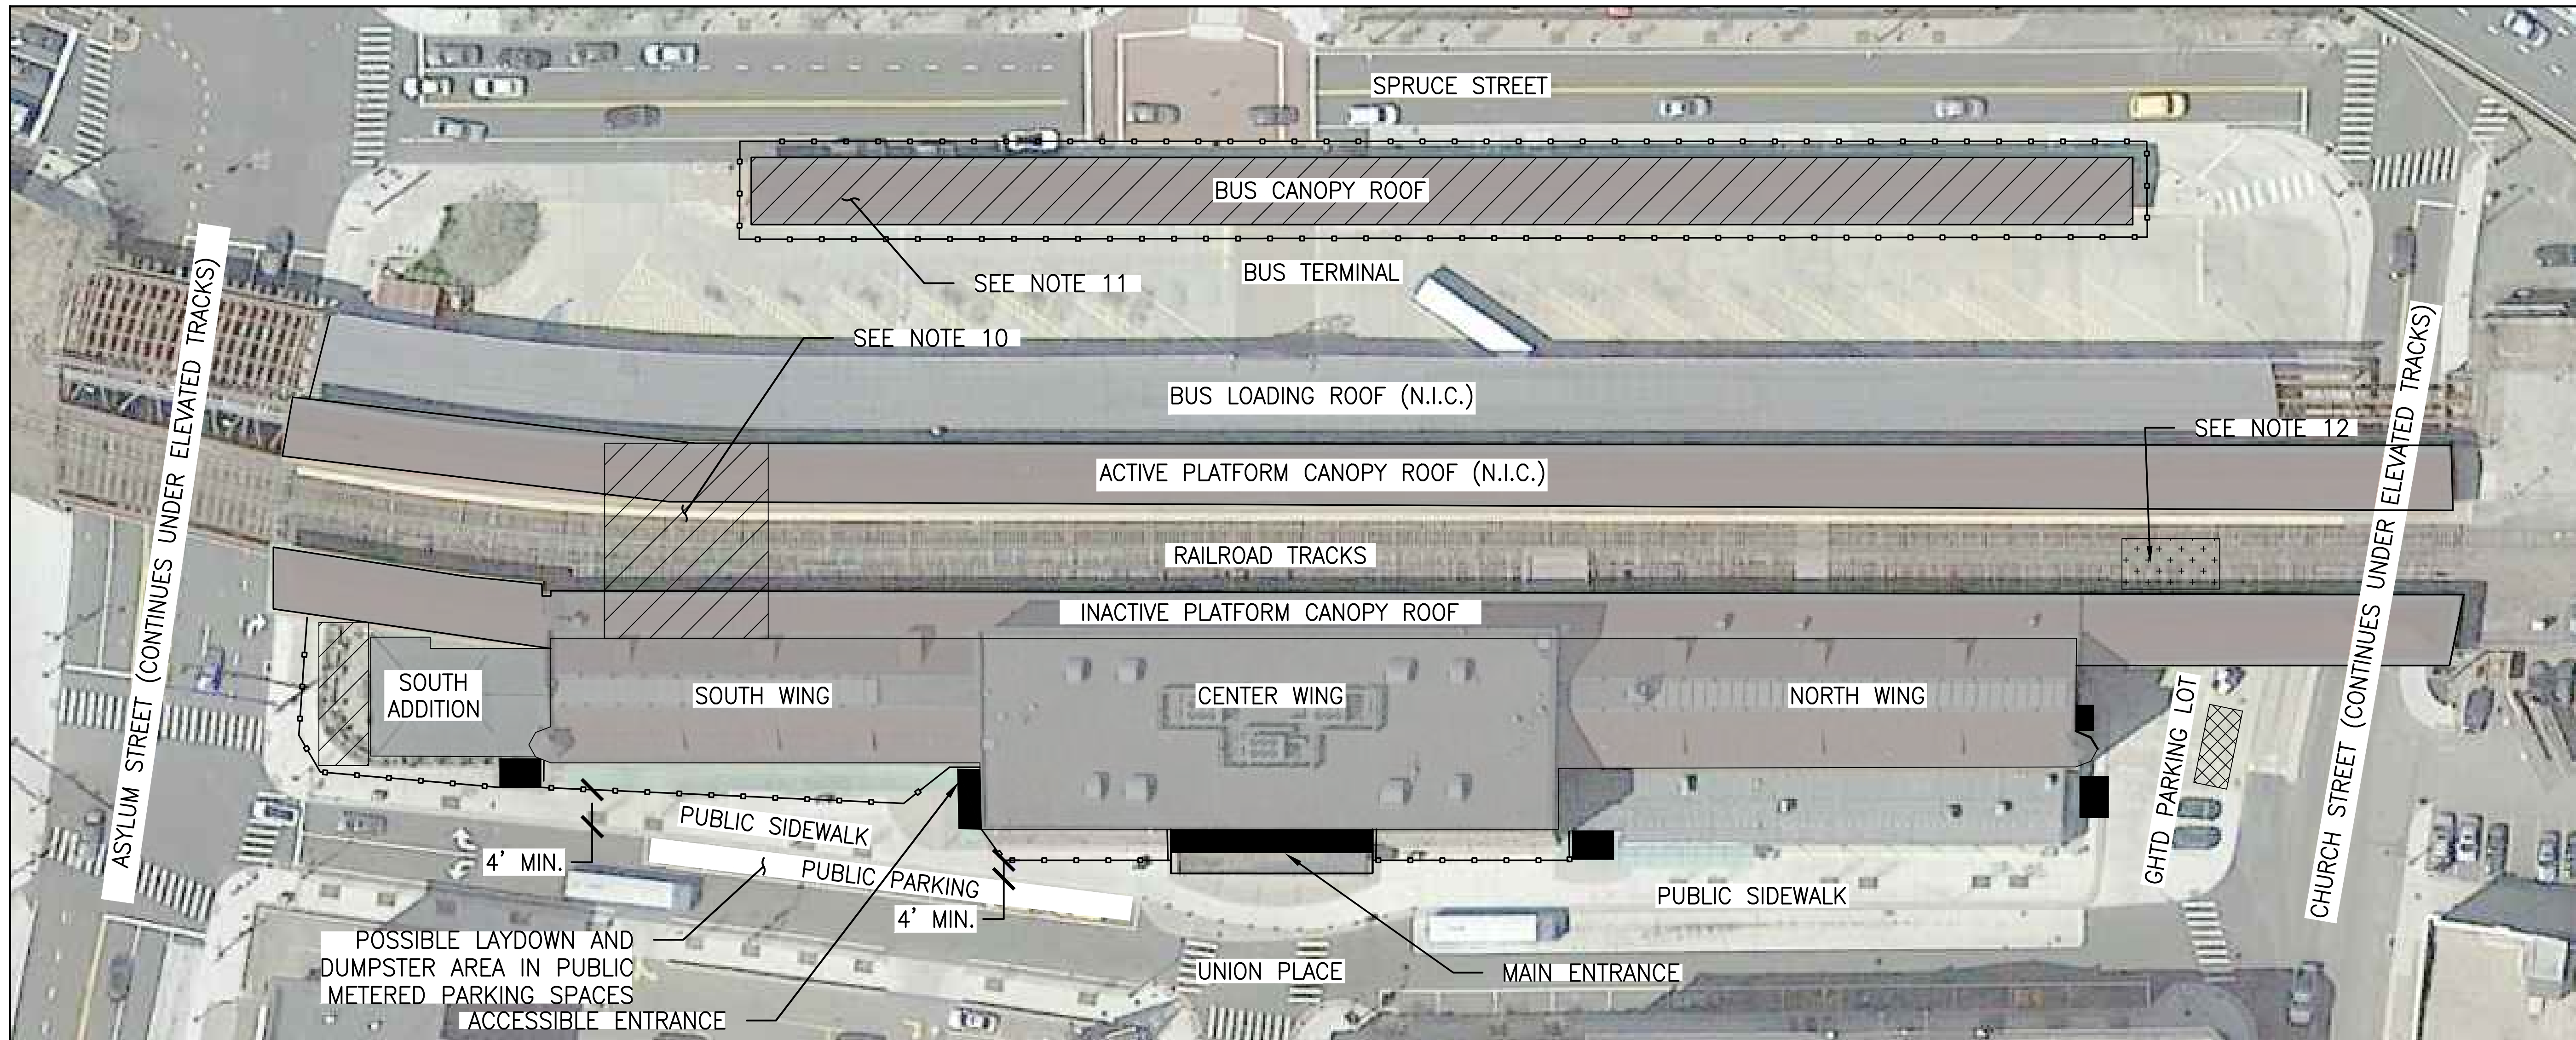 SPRUCE STREET
BUS CANOPY ROOF
SEE NOTE 11
BUS TERMINAL
SEE NOTE 10
BUS LOADING ROOF (N.I.C.)
SEE NOTE 12
ACTIVE PLATFORM CANOPY ROOF (N.I.C.)
RAILROAD TRACKS
INACTIVE PLATFORM CANOPY ROOF
ASYLUM STREET (CONTINUES UNDER ELEVATED TRACKS)
CHURCH STREET (CONTINUES UNDER ELEVATED TRACKS)
SOUTH
ADDITION
SOUTH WING
CENTER WING
NORTH WING
GHTD PARKING LOT
PUBLIC SIDEWALK
4' MIN.
PUBLIC PARKING
4' MIN.
PUBLIC SIDEWALK
POSSIBLE LAYDOWN AND
DUMPSTER AREA IN PUBLIC
METERED PARKING SPACES
ACCESSIBLE ENTRANCE
UNION PLACE
MAIN ENTRANCE